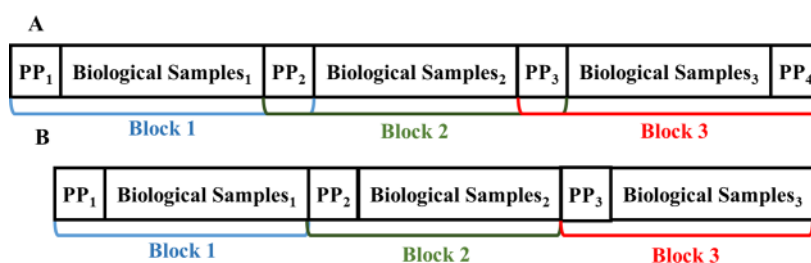 A
PP₁ Biological Samples₁ PP₂ Biological Samples₂ PP₃ Biological Samples₃ PP₄
Block 1 Block 2 Block 3
B
PP₁ Biological Samples₁ PP₂ Biological Samples₂ PP₃ Biological Samples₃
Block 1 Block 2 Block 3